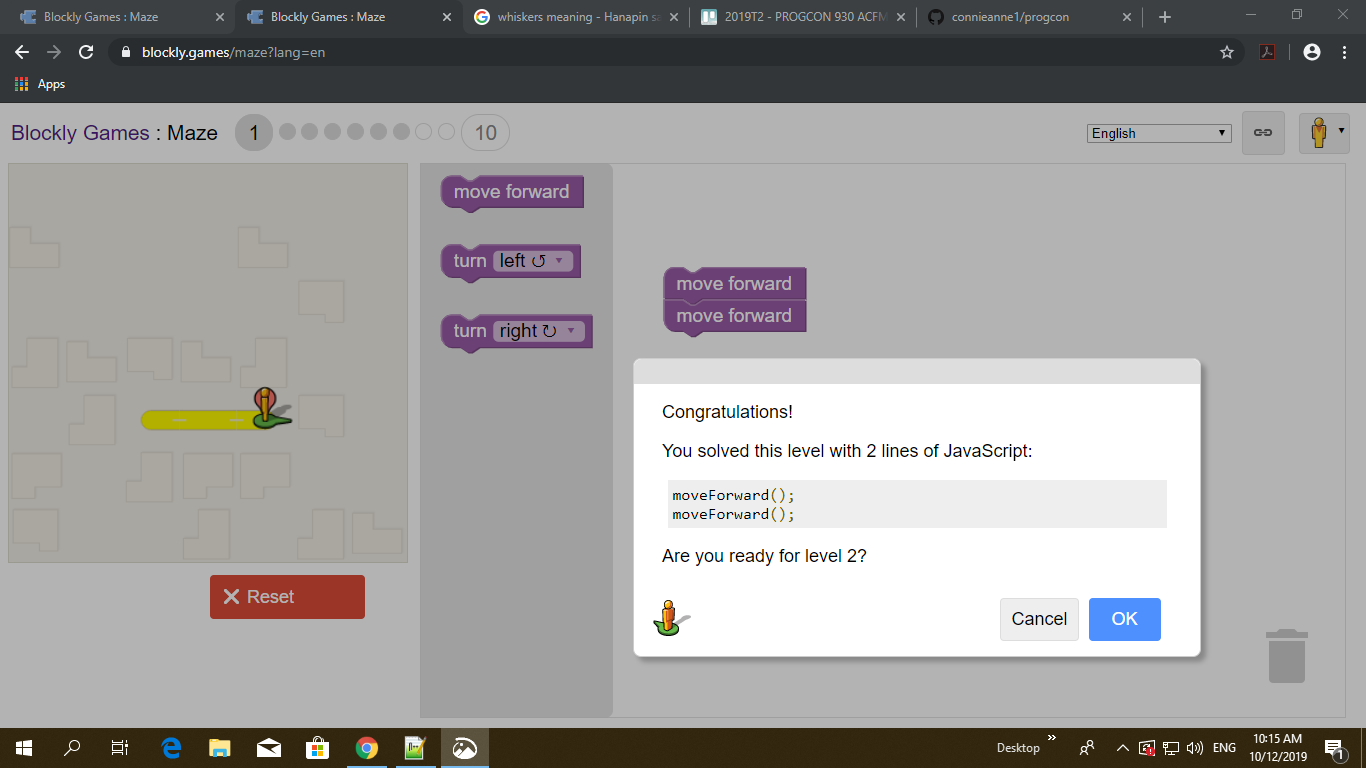 Blockly Games : Maze
Blockly Games : Maze
whiskers meaning - Hanapin sa
2019T2 - PROGCON 930 ACFM
connieanne1/progcon
blockly.games/maze?lang=en
Apps
Blockly Games : Maze 1 10
English
move forward
turn left ↺
turn right ↻
move forward
move forward
Congratulations!
You solved this level with 2 lines of JavaScript:
moveForward();
moveForward();
Are you ready for level 2?
Cancel OK
Reset
Desktop
ENG
10:15 AM
10/12/2019
1